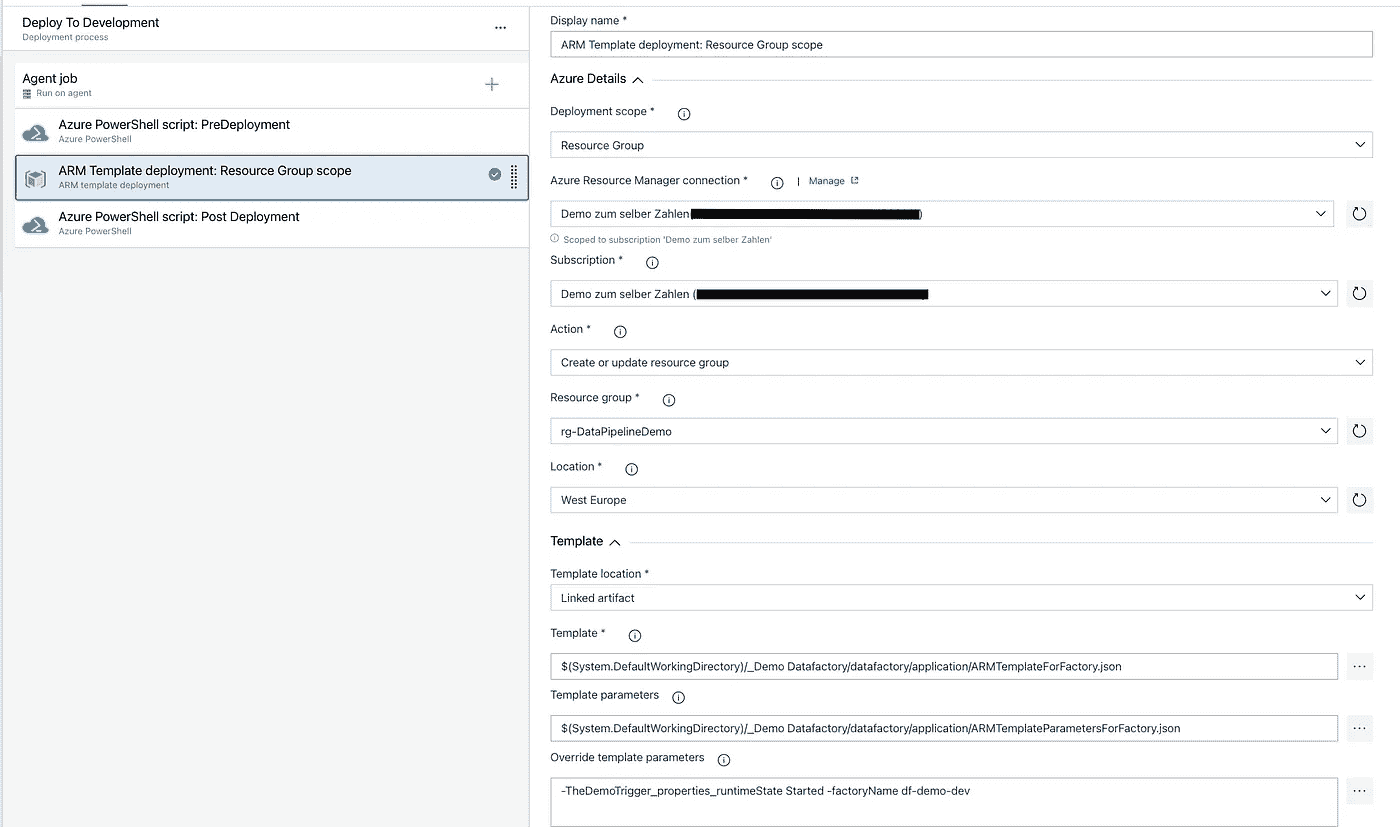 Deploy To Development
Deployment process
Agent job
Run on agent
Azure PowerShell script: PreDeployment
Azure PowerShell
ARM Template deployment: Resource Group scope
ARM template deployment
Azure PowerShell script: Post Deployment
Azure PowerShell
Display name *
ARM Template deployment: Resource Group scope
Azure Details
Deployment scope *
Resource Group
Azure Resource Manager connection * | Manage
Demo zum selber Zahlen )
Scoped to subscription 'Demo zum selber Zahlen'
Subscription *
Demo zum selber Zahlen (
Action *
Create or update resource group
Resource group *
rg-DataPipelineDemo
Location *
West Europe
Template
Template location *
Linked artifact
Template *
$(System.DefaultWorkingDirectory)/_Demo Datafactory/datafactory/application/ARMTemplateForFactory.json
Template parameters
$(System.DefaultWorkingDirectory)/_Demo Datafactory/datafactory/application/ARMTemplateParametersForFactory.json
Override template parameters
-TheDemoTrigger_properties_runtimeState Started -factoryName df-demo-dev